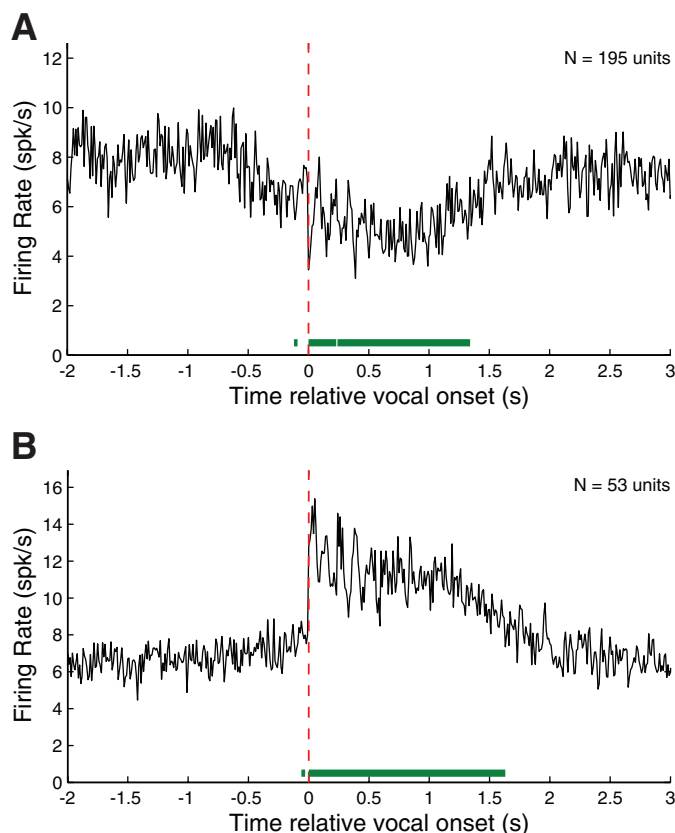 A
N = 195 units
Firing Rate (spk/s)
12
10
8
6
4
2
0
-2 -1.5 -1 -0.5 0 0.5 1 1.5 2 2.5 3
Time relative vocal onset (s)
B
N = 53 units
Firing Rate (spk/s)
16
14
12
10
8
6
4
2
0
-2 -1.5 -1 -0.5 0 0.5 1 1.5 2 2.5 3
Time relative vocal onset (s)